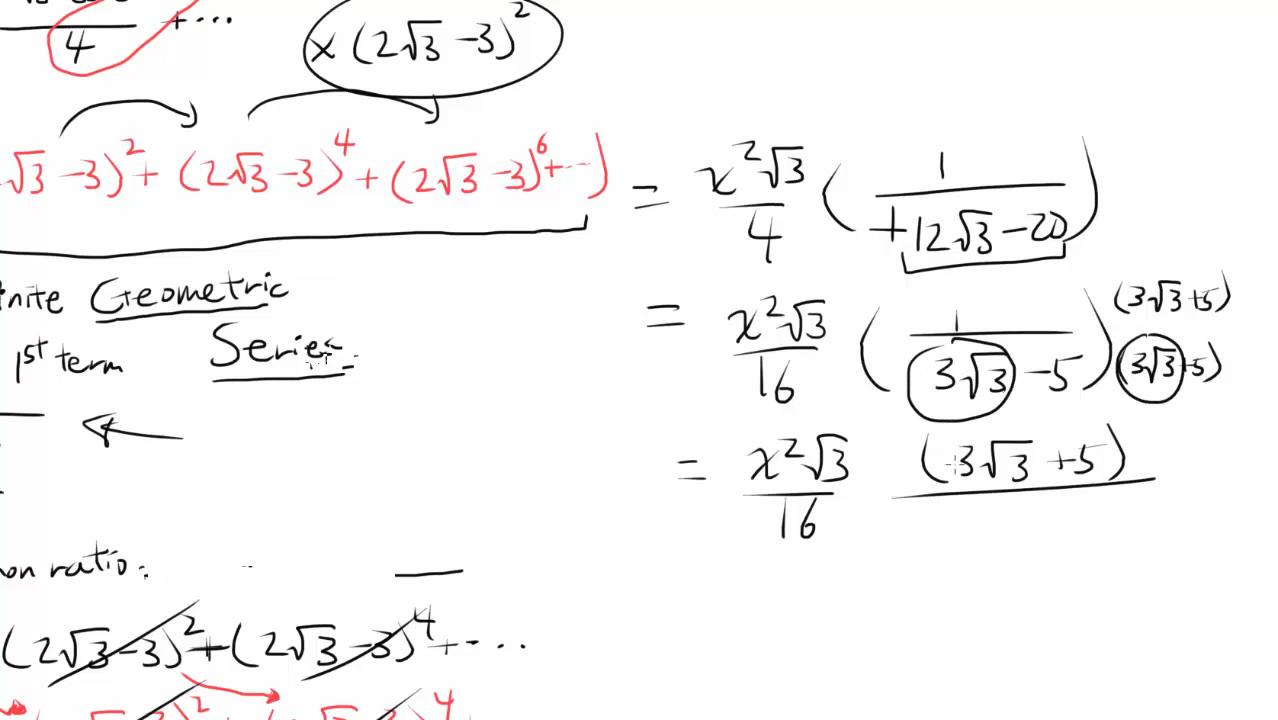 4 + ...
x (2√3 -3)²
√3 -3)² + (2√3 -3)⁴ + (2√3 -3)⁶ + ... )
nite Geometric
1st term Series
on ratio.
(2√3 -3)² + (2√3 -3)⁴ + ...
= x²√3/4 ( 1/(+12√3 -20) )
= x²√3/16 ( 1/(3√3 -5) ) (3√3 +5)/(3√3 +5)
= x²√3/16 (3√3 +5)